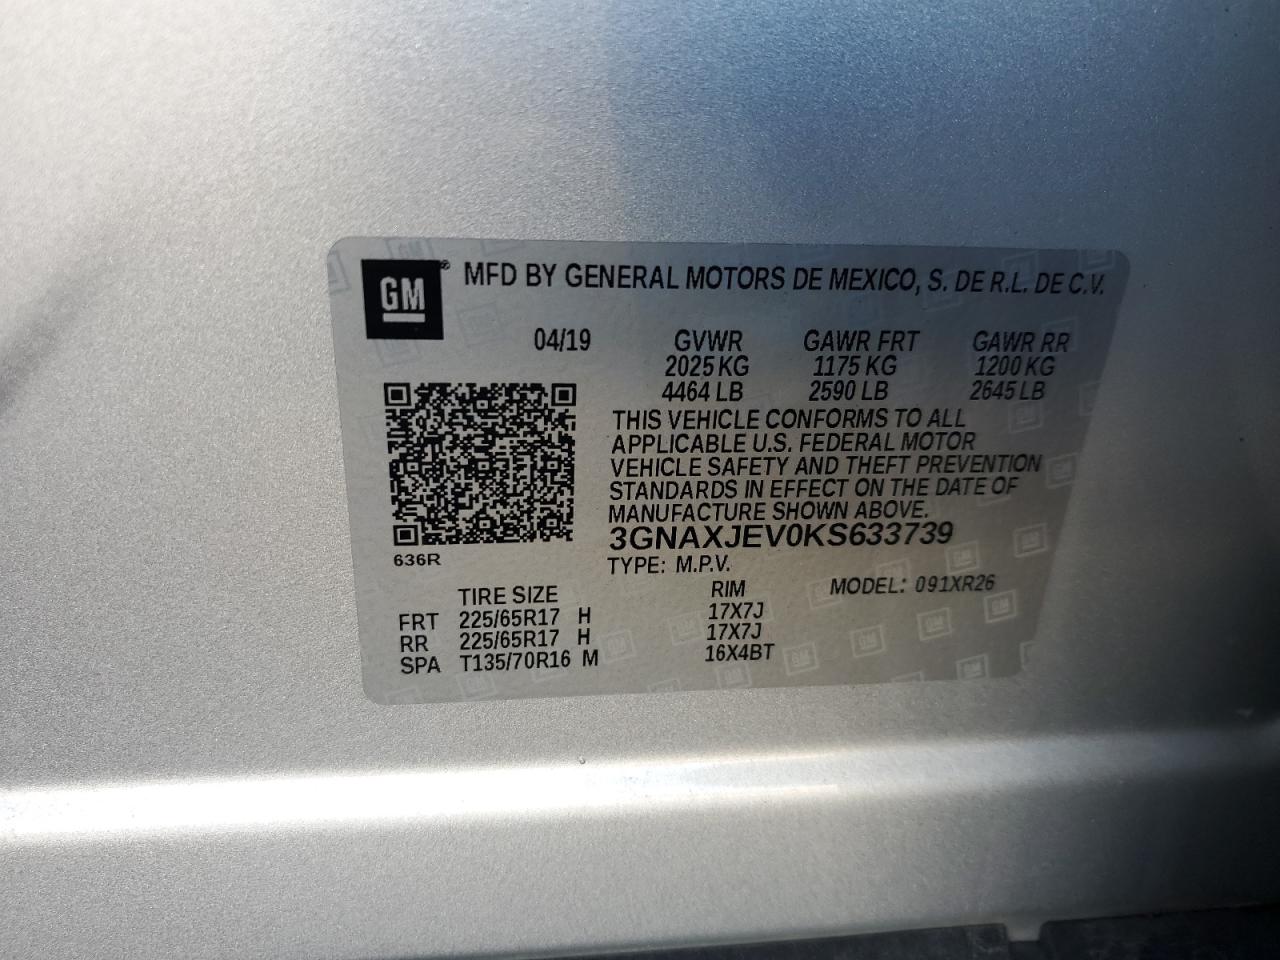 GM® MFD BY GENERAL MOTORS DE MEXICO, S. DE R.L. DE C.V.
04/19 GVWR GAWR FRT GAWR RR
2025 KG 1175 KG 1200 KG
4464 LB 2590 LB 2645 LB
THIS VEHICLE CONFORMS TO ALL
APPLICABLE U.S. FEDERAL MOTOR
VEHICLE SAFETY AND THEFT PREVENTION
STANDARDS IN EFFECT ON THE DATE OF
MANUFACTURE SHOWN ABOVE.
3GNAXJEV0KS633739
636R
TYPE: M.P.V.
TIRE SIZE RIM MODEL: 091XR26
FRT 225/65R17 H 17X7J
RR 225/65R17 H 17X7J
SPA T135/70R16 M 16X4BT